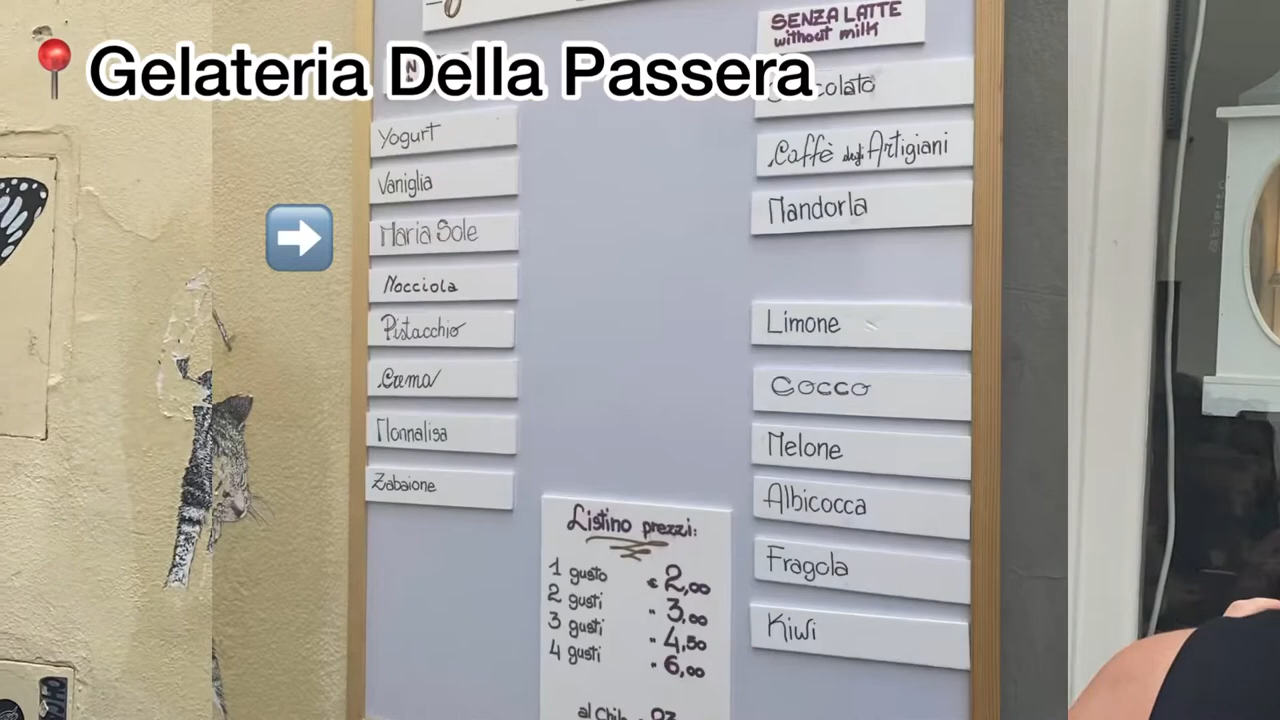 Gelateria Della Passera
Yogurt
Vaniglia
Maria Sole
Nocciola
Pistacchio
Crema
Monnalisa
Zabaione
SENZA LATTE
without milk
Caffè degli Artigiani
Mandorla
Limone
Cocco
Melone
Albicocca
Fragola
Kiwi
Listino prezzi:
1 gusto € 2,00
2 gusti " 3,00
3 gusti " 4,50
4 gusti " 6,00
al Chilo